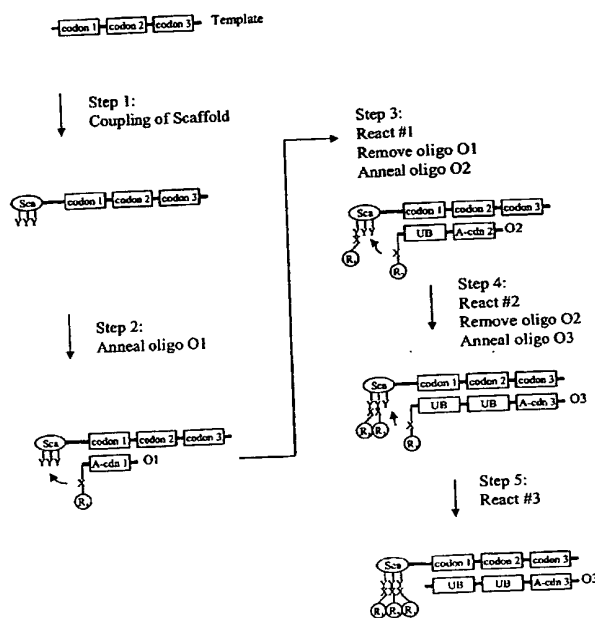 codon 1 codon 2 codon 3 Template
Step 1:
Coupling of Scaffold
Sca codon 1 codon 2 codon 3
Step 2:
Anneal oligo O1
Sca codon 1 codon 2 codon 3
A-cdn 1 O1
Step 3:
React #1
Remove oligo O1
Anneal oligo O2
Sca codon 1 codon 2 codon 3
X UB A-cdn 2 O2
Step 4:
React #2
Remove oligo O2
Anneal oligo O3
Sca codon 1 codon 2 codon 3
UB UB A-cdn 3 O3
Step 5:
React #3
Sca codon 1 codon 2 codon 3
UB UB A-cdn 3 O3